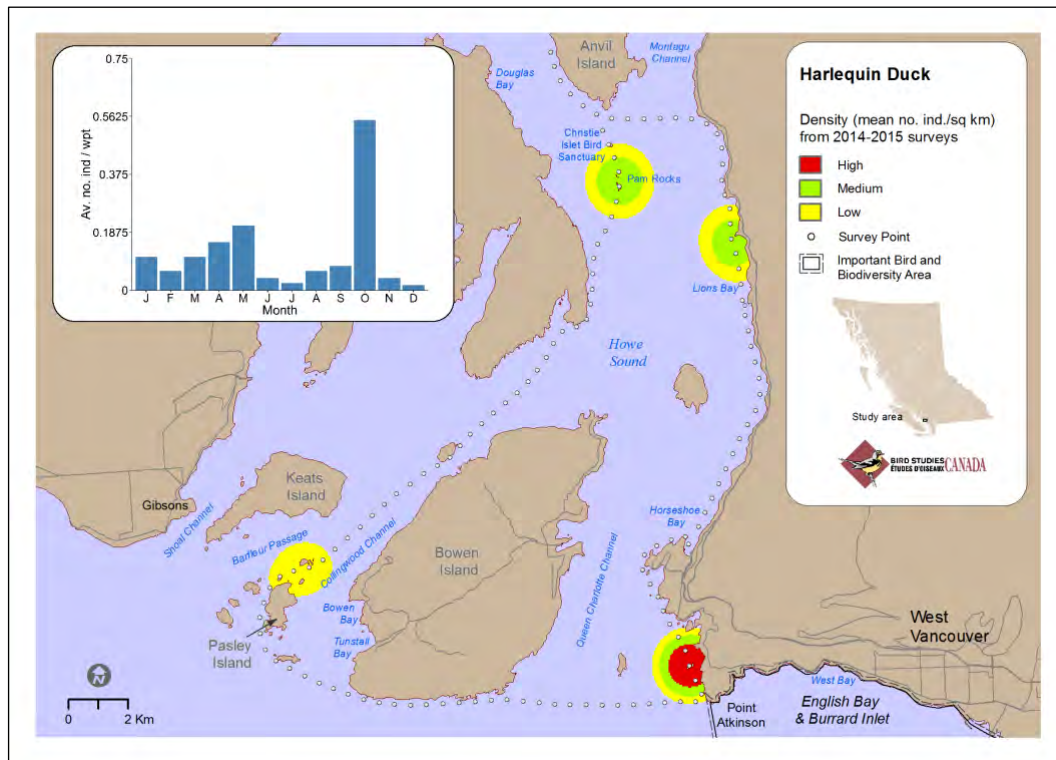 0.75
0.5625
0.375
0.1875
0
Av. no. ind / wpt
J F M A M J J A S O N D
Month
Anvil
Island
Montagu
Channel
Douglas
Bay
Christie
Islet Bird
Sanctuary
Pam Rocks
Lions Bay
Howe
Sound
Keats
Island
Gibsons
Shoal Channel
Barfleur Passage
Collingwood Channel
Bowen
Island
Bowen
Bay
Tunstall
Bay
Pasley
Island
Queen Charlotte Channel
Horseshoe
Bay
West
Vancouver
West Bay
English Bay
& Burrard Inlet
Point
Atkinson
N
0 2 Km
Harlequin Duck
Density (mean no. ind./sq km)
from 2014-2015 surveys
High
Medium
Low
Survey Point
Important Bird and
Biodiversity Area
Study area
BIRD STUDIES
ÉTUDES D'OISEAUX CANADA